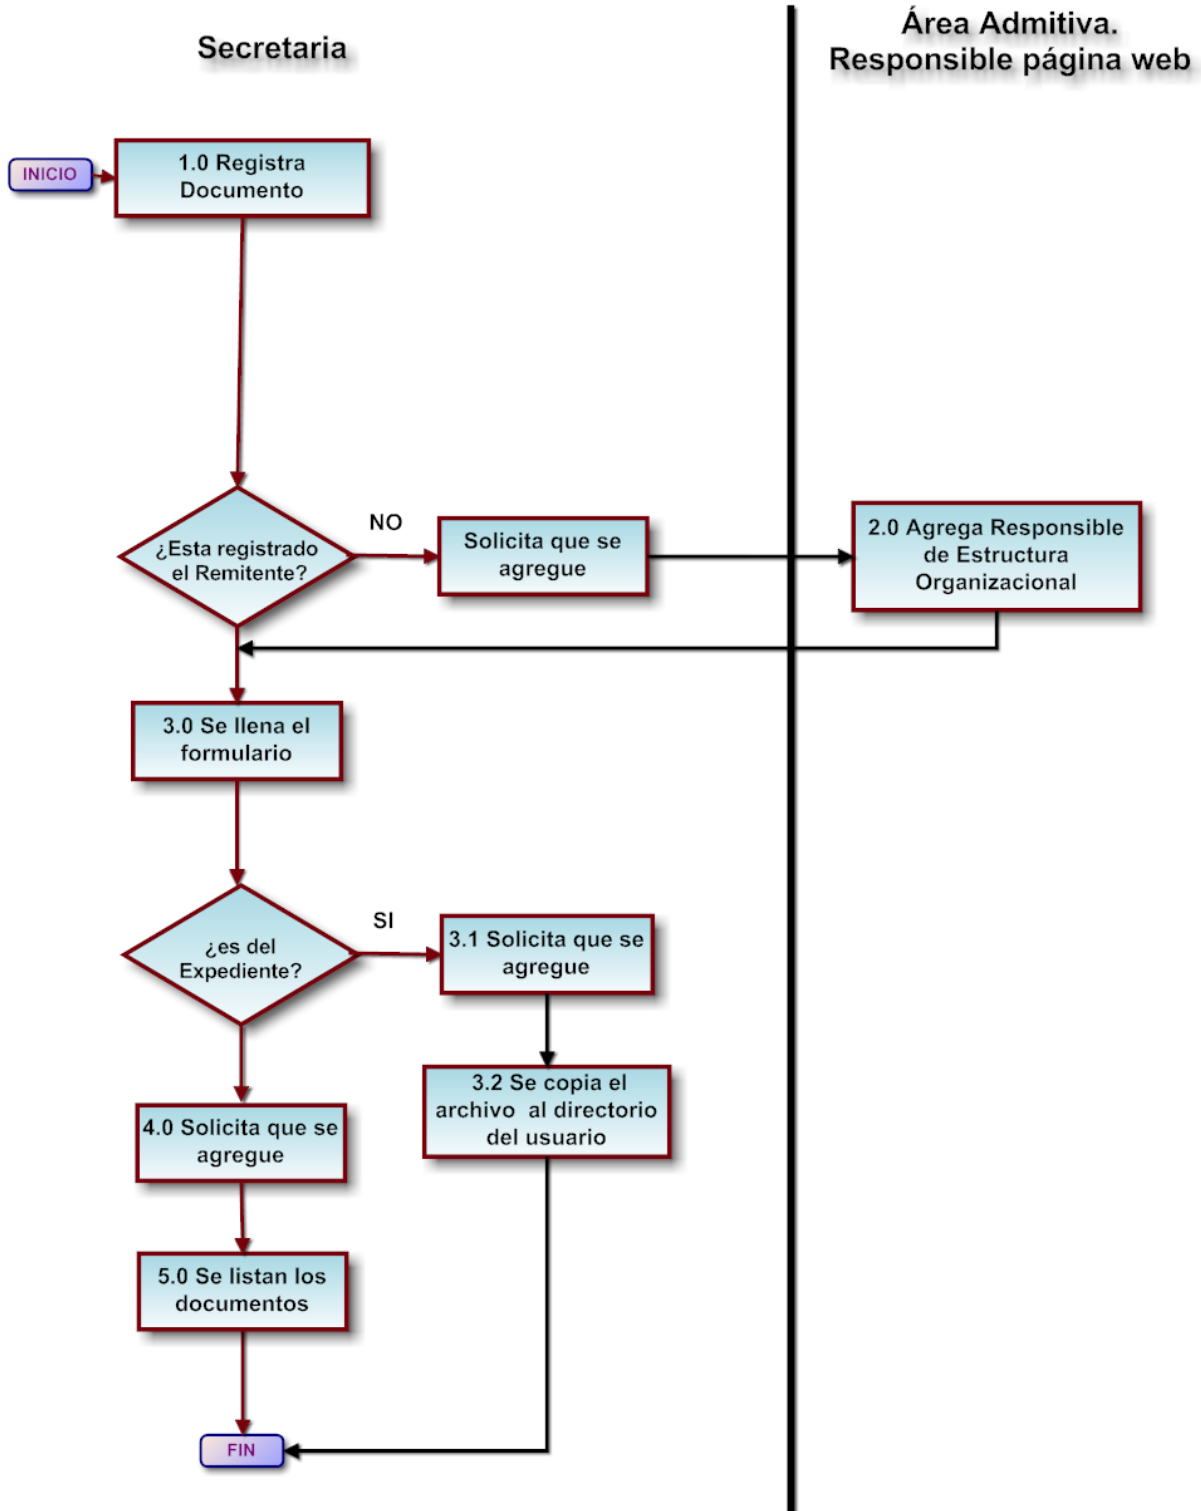 Secretaria
Área Admitiva.
Responsible página web
INICIO
1.0 Registra
Documento
¿Esta registrado
el Remitente?
NO
Solicita que se
agregue
2.0 Agrega Responsible
de Estructura
Organizacional
3.0 Se llena el
formulario
¿es del
Expediente?
SI
3.1 Solicita que se
agregue
3.2 Se copia el
archivo al directorio
del usuario
4.0 Solicita que se
agregue
5.0 Se listan los
documentos
FIN